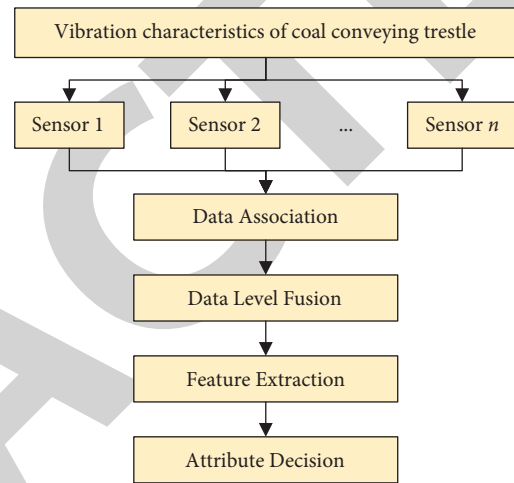 Vibration characteristics of coal conveying trestle
Sensor 1
Sensor 2
...
Sensor n
Data Association
Data Level Fusion
Feature Extraction
Attribute Decision